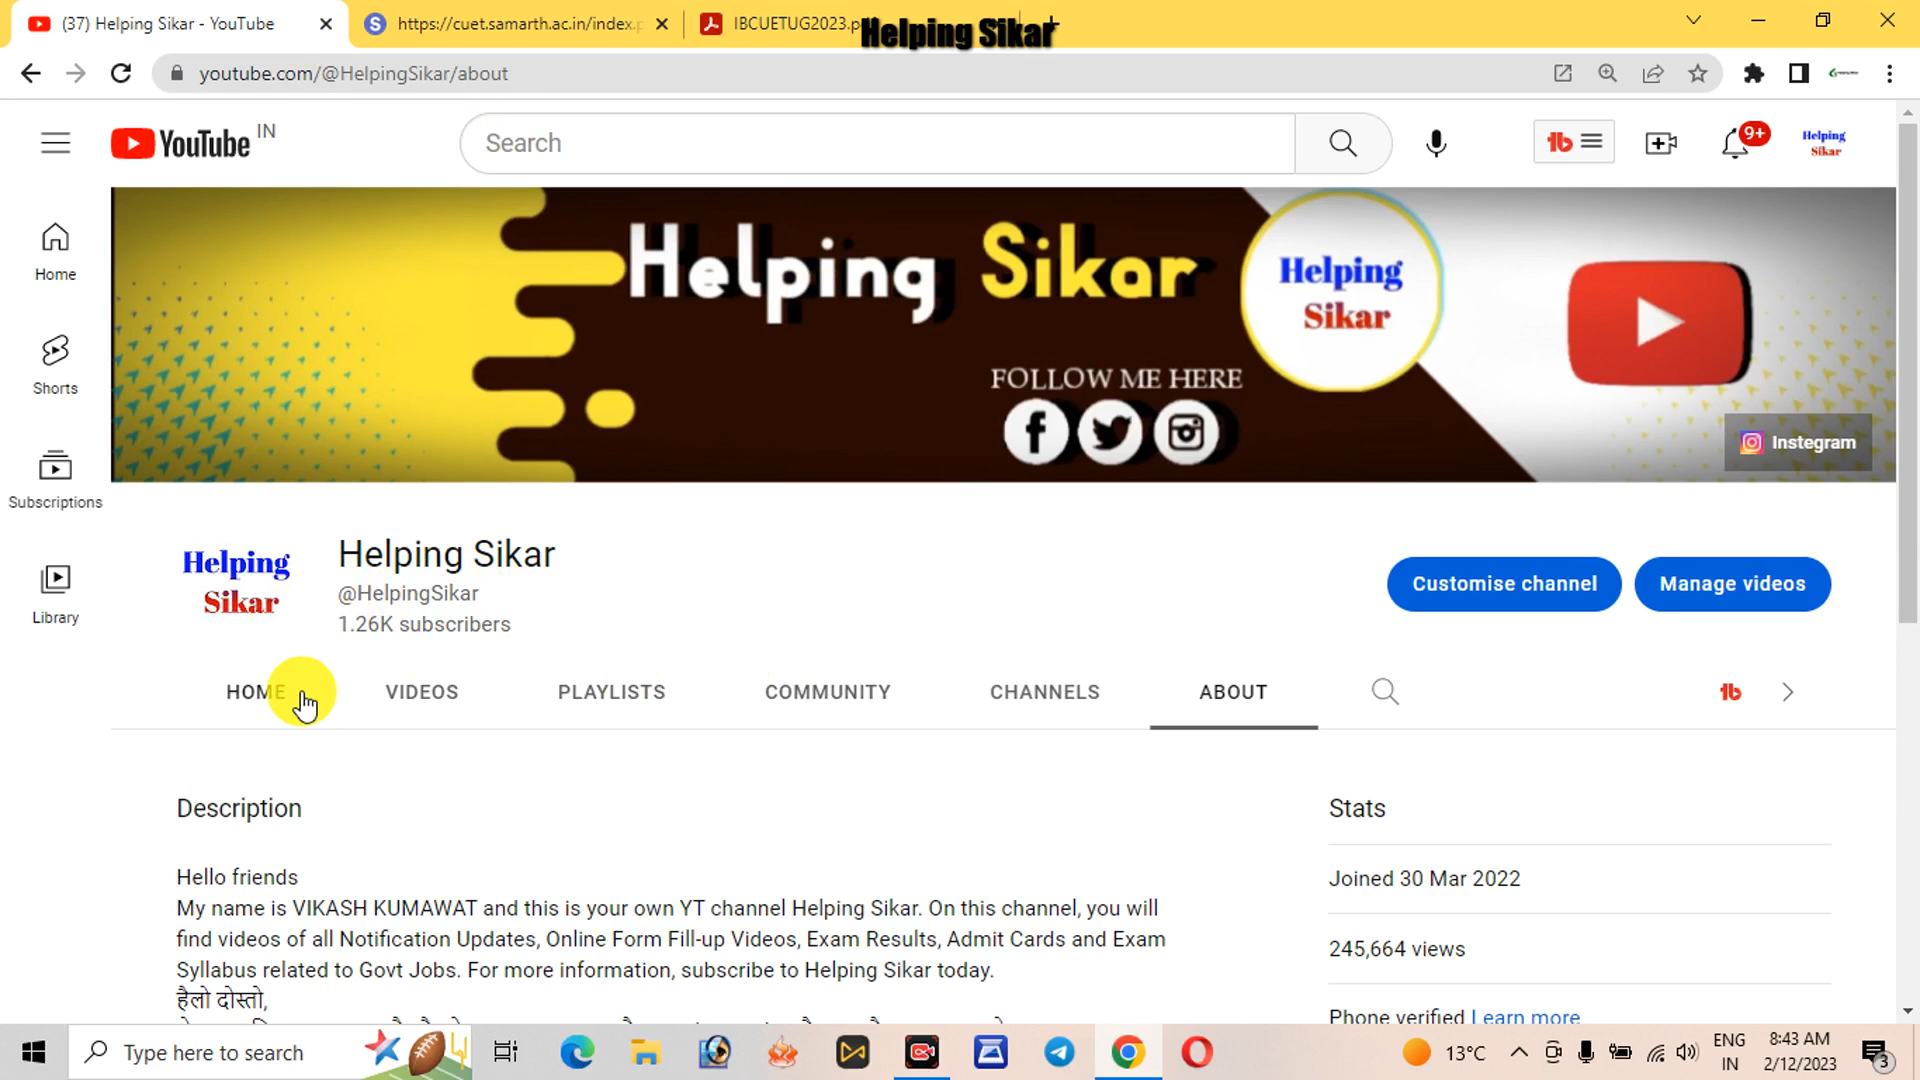 (37) Helping Sikar - YouTube
https://cuet.samarth.ac.in/index.p
IBCUETUG2023.p
Helping Sikar
youtube.com/@HelpingSikar/about
YouTube IN
Search
9+
Helping
Sikar
Home
Shorts
Subscriptions
Library
Helping Sikar
Helping
Sikar
FOLLOW ME HERE
Instegram
Helping
Sikar
Helping Sikar
@HelpingSikar
1.26K subscribers
Customise channel
Manage videos
HOME
VIDEOS
PLAYLISTS
COMMUNITY
CHANNELS
ABOUT
Description
Stats
Hello friends
My name is VIKASH KUMAWAT and this is your own YT channel Helping Sikar. On this channel, you will
find videos of all Notification Updates, Online Form Fill-up Videos, Exam Results, Admit Cards and Exam
Syllabus related to Govt Jobs. For more information, subscribe to Helping Sikar today.
हैलो दोस्तो,
Joined 30 Mar 2022
245,664 views
Phone verified Learn more
Type here to search
13°C
ENG
IN
8:43 AM
2/12/2023
3